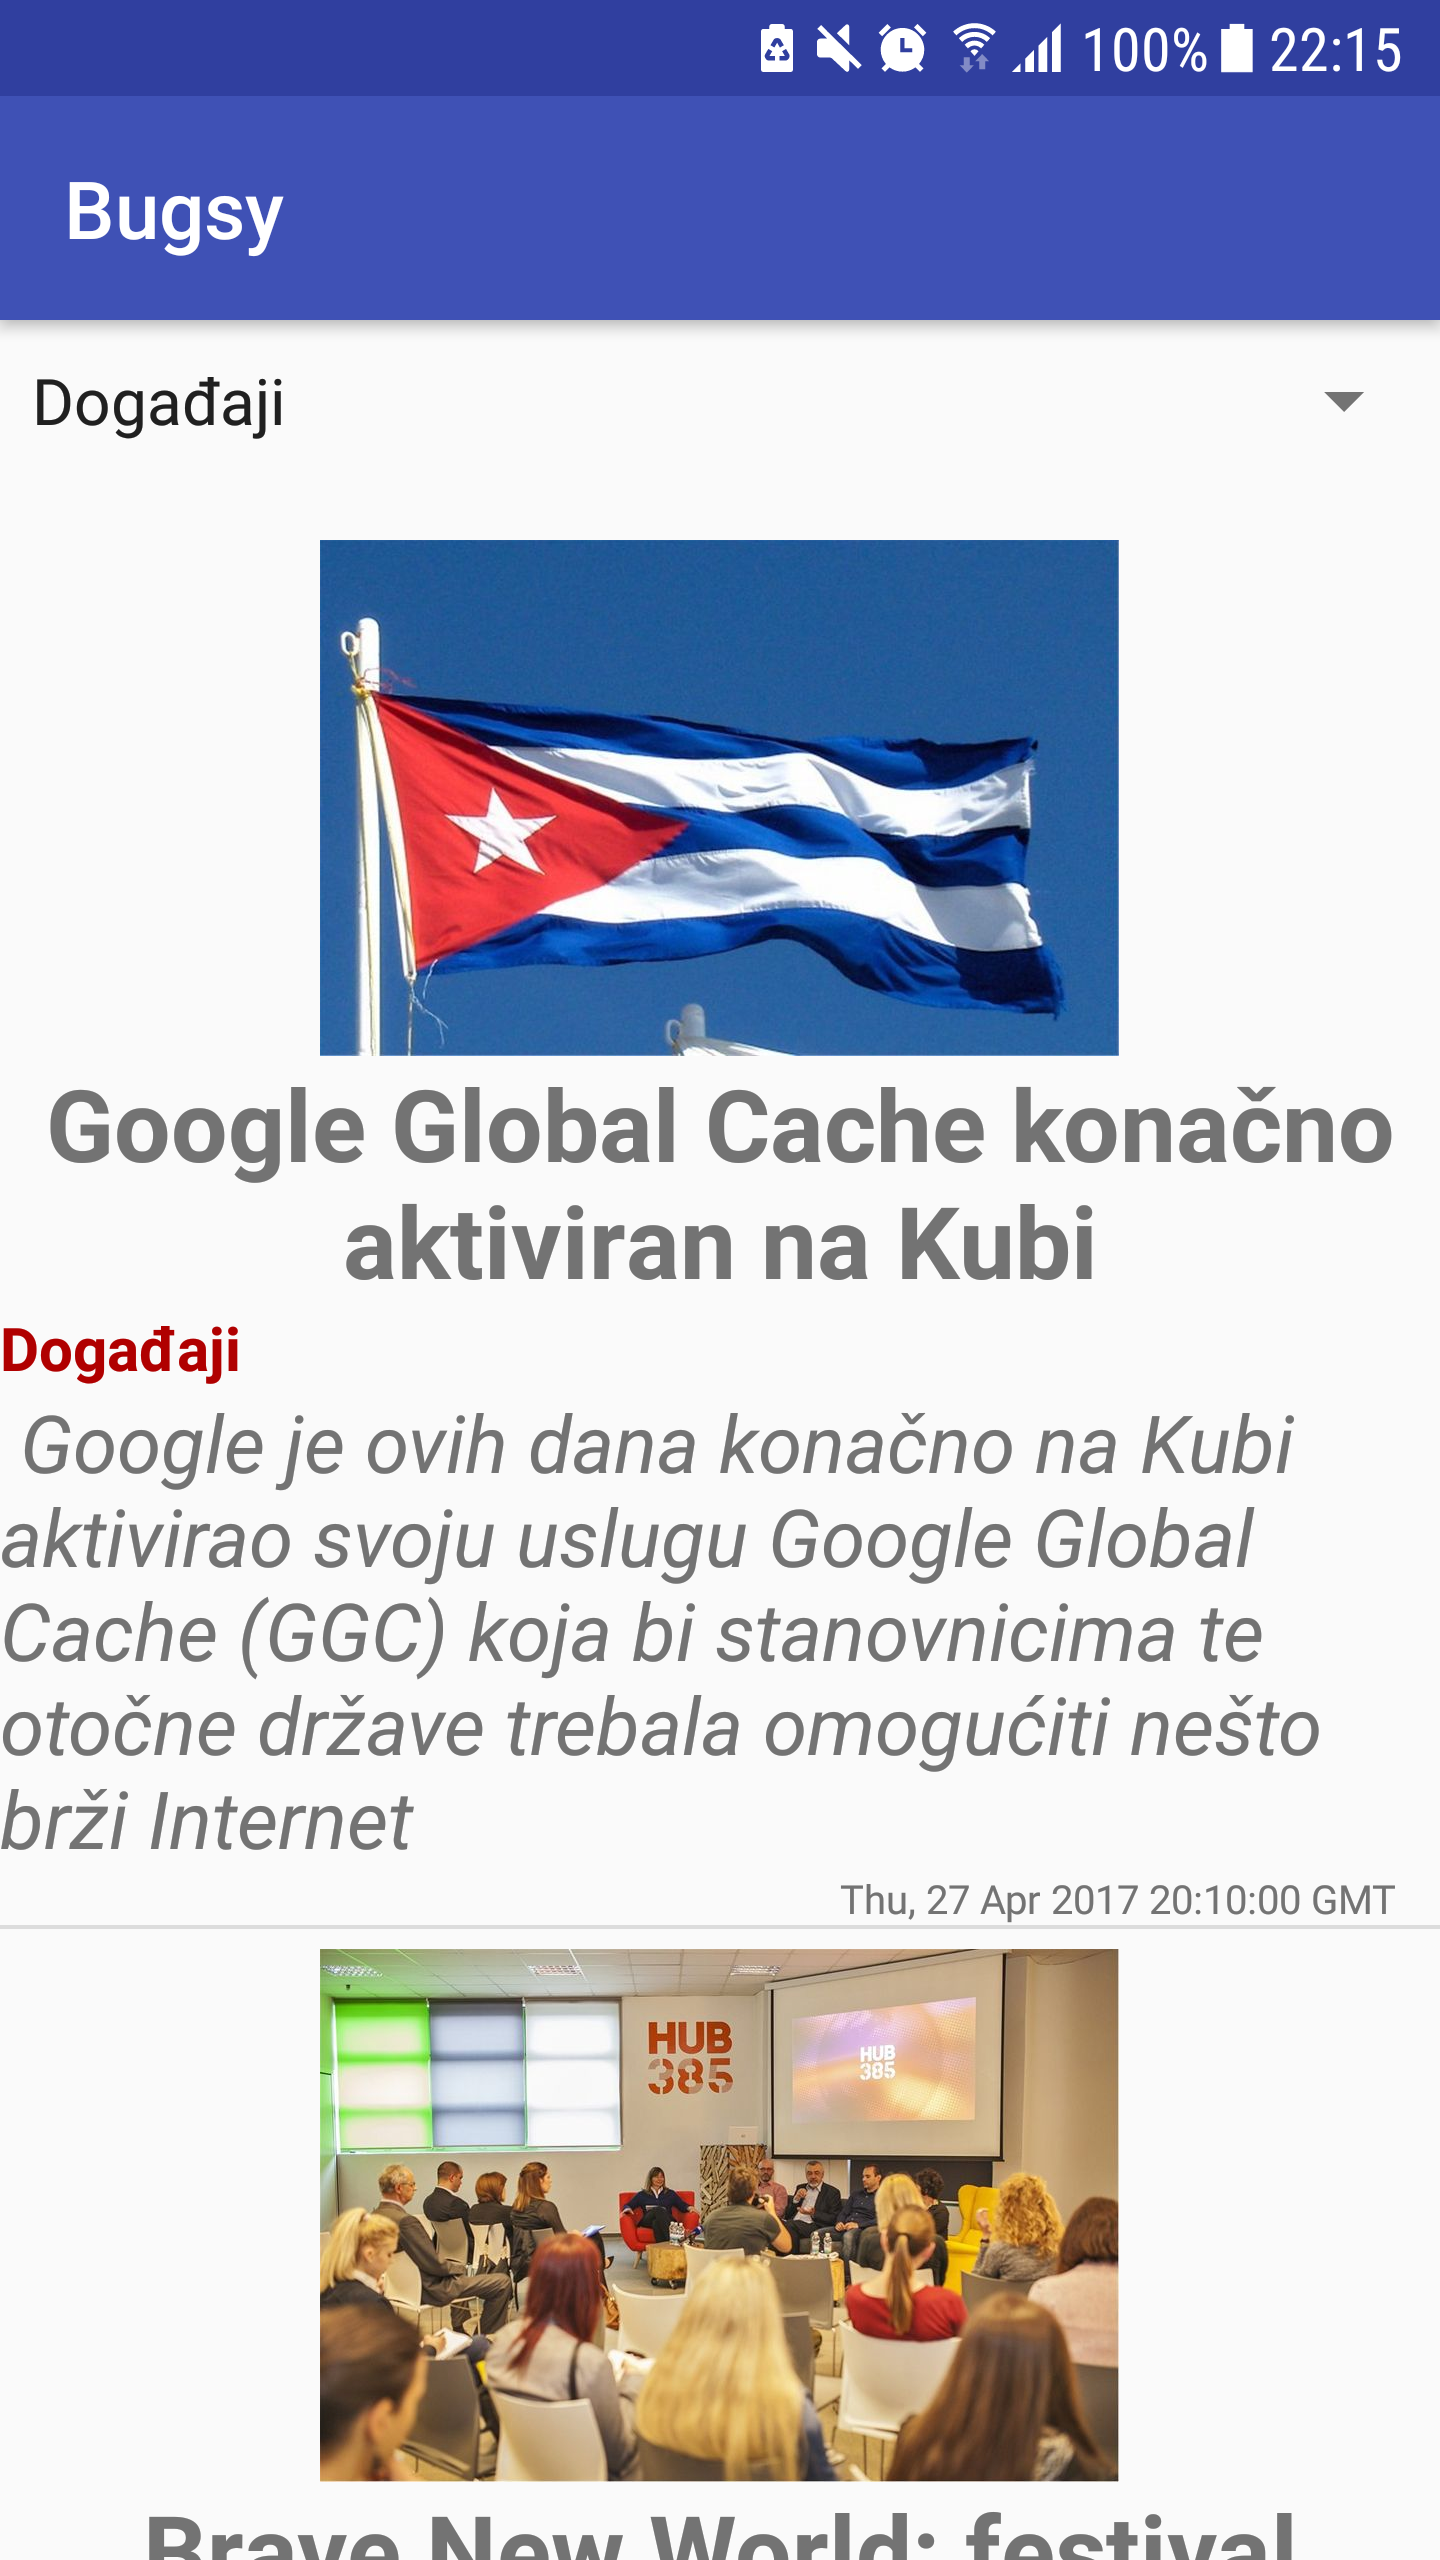 100% 22:15
Bugsy
Događaji
Google Global Cache konačno
aktiviran na Kubi
Događaji
Google je ovih dana konačno na Kubi
aktivirao svoju uslugu Google Global
Cache (GGC) koja bi stanovnicima te
otočne države trebala omogućiti nešto
brži Internet
Thu, 27 Apr 2017 20:10:00 GMT
HUB
385
HUB
385
Brave New World: festival